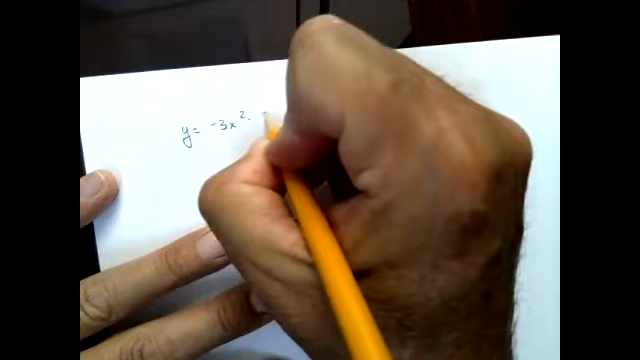 y = -3x²·